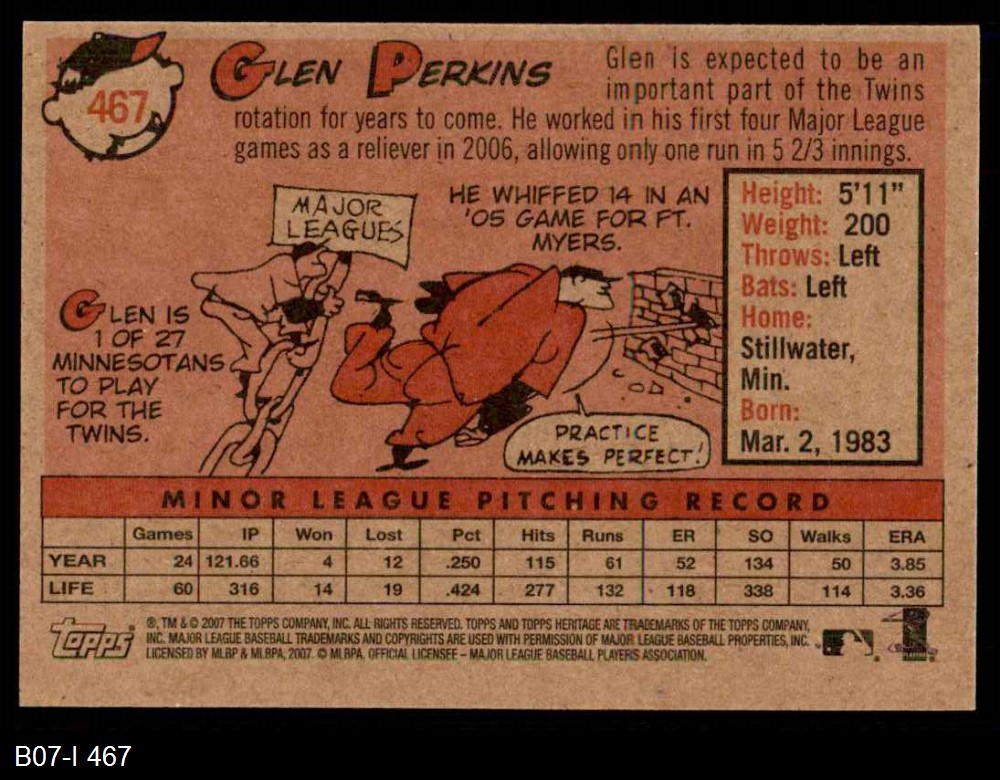 467
GLEN PERKINS
Glen is expected to be an
important part of the Twins
rotation for years to come. He worked in his first four Major League
games as a reliever in 2006, allowing only one run in 5 2/3 innings.
MAJOR
LEAGUES
HE WHIFFED 14 IN AN
'05 GAME FOR FT.
MYERS.
GLEN IS
1 OF 27
MINNESOTANS
TO PLAY
FOR THE
TWINS.
PRACTICE
MAKES PERFECT!
Height: 5'11"
Weight: 200
Throws: Left
Bats: Left
Home:
Stillwater,
Min.
Born:
Mar. 2, 1983
MINOR LEAGUE PITCHING RECORD
Games IP Won Lost Pct Hits Runs ER SO Walks ERA
YEAR 24 121.66 4 12 .250 115 61 52 134 50 3.85
LIFE 60 316 14 19 .424 277 132 118 338 114 3.36
Topps
®, TM & © 2007 THE TOPPS COMPANY, INC. ALL RIGHTS RESERVED. TOPPS AND TOPPS HERITAGE ARE TRADEMARKS OF THE TOPPS COMPANY,
INC. MAJOR LEAGUE BASEBALL TRADEMARKS AND COPYRIGHTS ARE USED WITH PERMISSION OF MAJOR LEAGUE BASEBALL PROPERTIES, INC.
LICENSED BY MLBP & MLBPA, 2007. © MLBPA. OFFICIAL LICENSEE – MAJOR LEAGUE BASEBALL PLAYERS ASSOCIATION.
B07-I 467